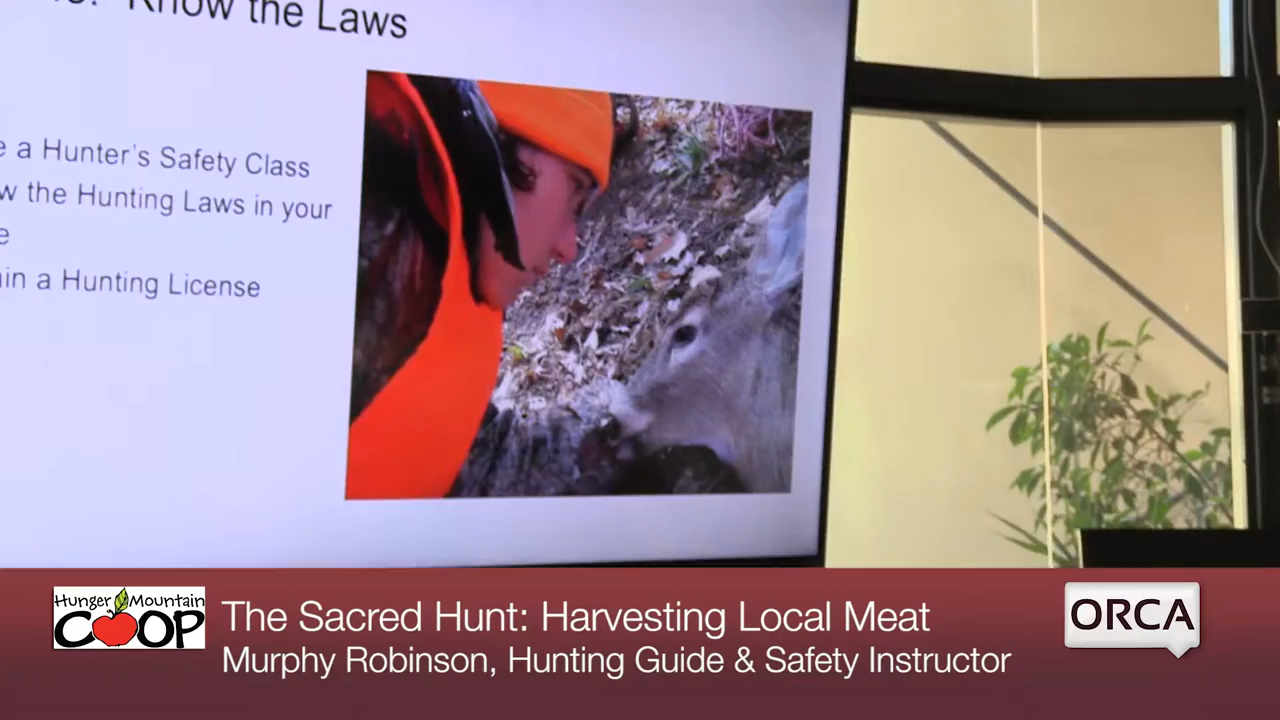 Know the Laws
a Hunter's Safety Class
the Hunting Laws in your
a Hunting License
Hunger Mountain
COOP
The Sacred Hunt: Harvesting Local Meat
Murphy Robinson, Hunting Guide & Safety Instructor
ORCA